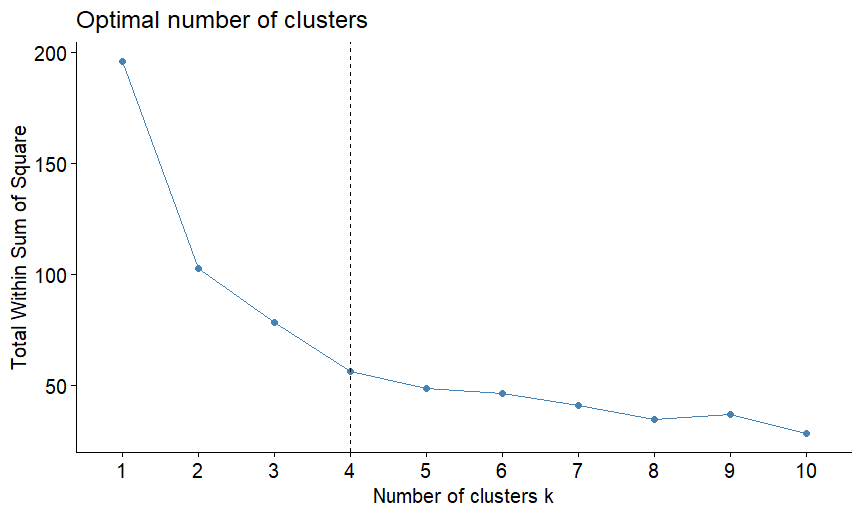 Optimal number of clusters
Total Within Sum of Square
200
150
100
50
1 2 3 4 5 6 7 8 9 10
Number of clusters k